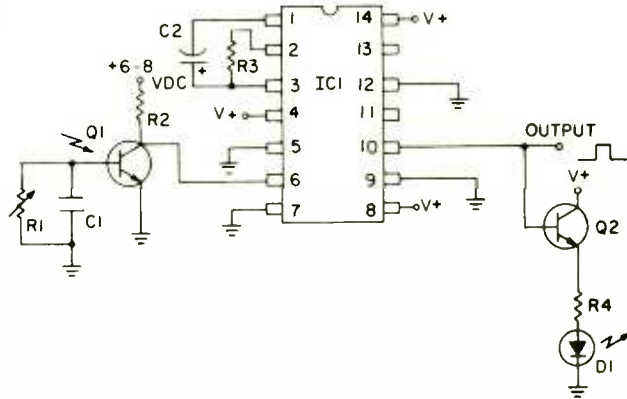 C2
+
R3
+6-8
VDC
R2
Q1
R1
C1
IC1
1
2
3
4
5
6
7
14
13
12
11
10
9
8
V+
V+
V+
OUTPUT
V+
Q2
R4
D1